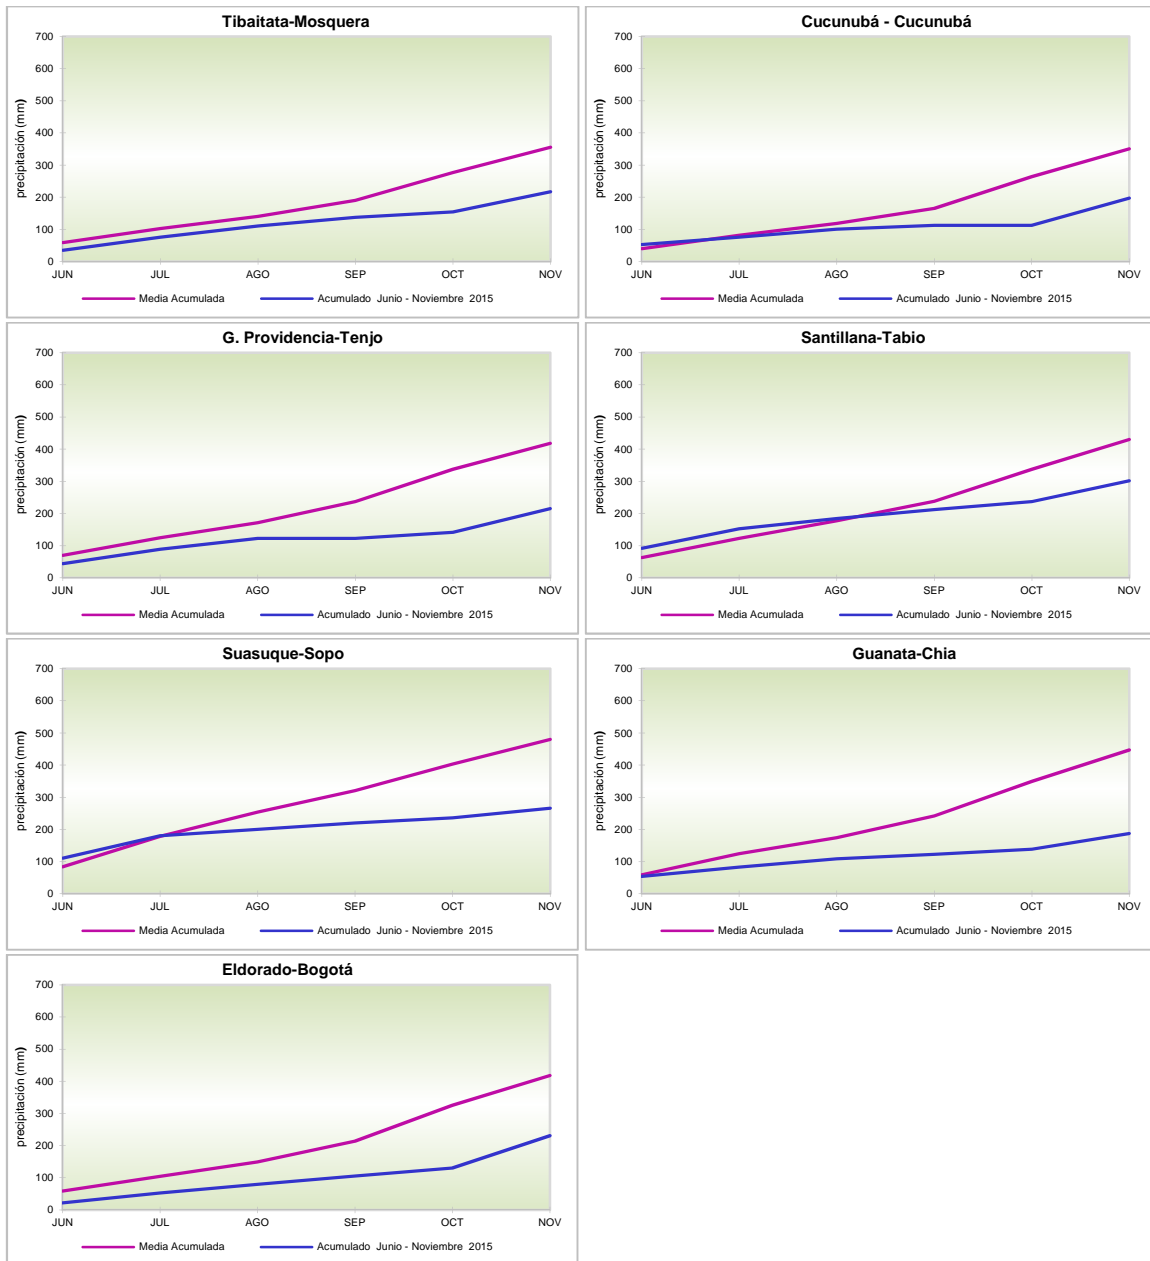 Tibaitata-Mosquera
precipitación (mm)
700
600
500
400
300
200
100
0
JUN JUL AGO SEP OCT NOV
Media Acumulada Acumulado Junio - Noviembre 2015
Cucunubá - Cucunubá
precipitación (mm)
700
600
500
400
300
200
100
0
JUN JUL AGO SEP OCT NOV
Media Acumulada Acumulado Junio - Noviembre 2015
G. Providencia-Tenjo
precipitación (mm)
700
600
500
400
300
200
100
0
JUN JUL AGO SEP OCT NOV
Media Acumulada Acumulado Junio - Noviembre 2015
Santillana-Tabio
precipitación (mm)
700
600
500
400
300
200
100
0
JUN JUL AGO SEP OCT NOV
Media Acumulada Acumulado Junio - Noviembre 2015
Suasuque-Sopo
precipitación (mm)
700
600
500
400
300
200
100
0
JUN JUL AGO SEP OCT NOV
Media Acumulada Acumulado Junio - Noviembre 2015
Guanata-Chia
precipitación (mm)
700
600
500
400
300
200
100
0
JUN JUL AGO SEP OCT NOV
Media Acumulada Acumulado Junio - Noviembre 2015
Eldorado-Bogotá
precipitación (mm)
700
600
500
400
300
200
100
0
JUN JUL AGO SEP OCT NOV
Media Acumulada Acumulado Junio - Noviembre 2015